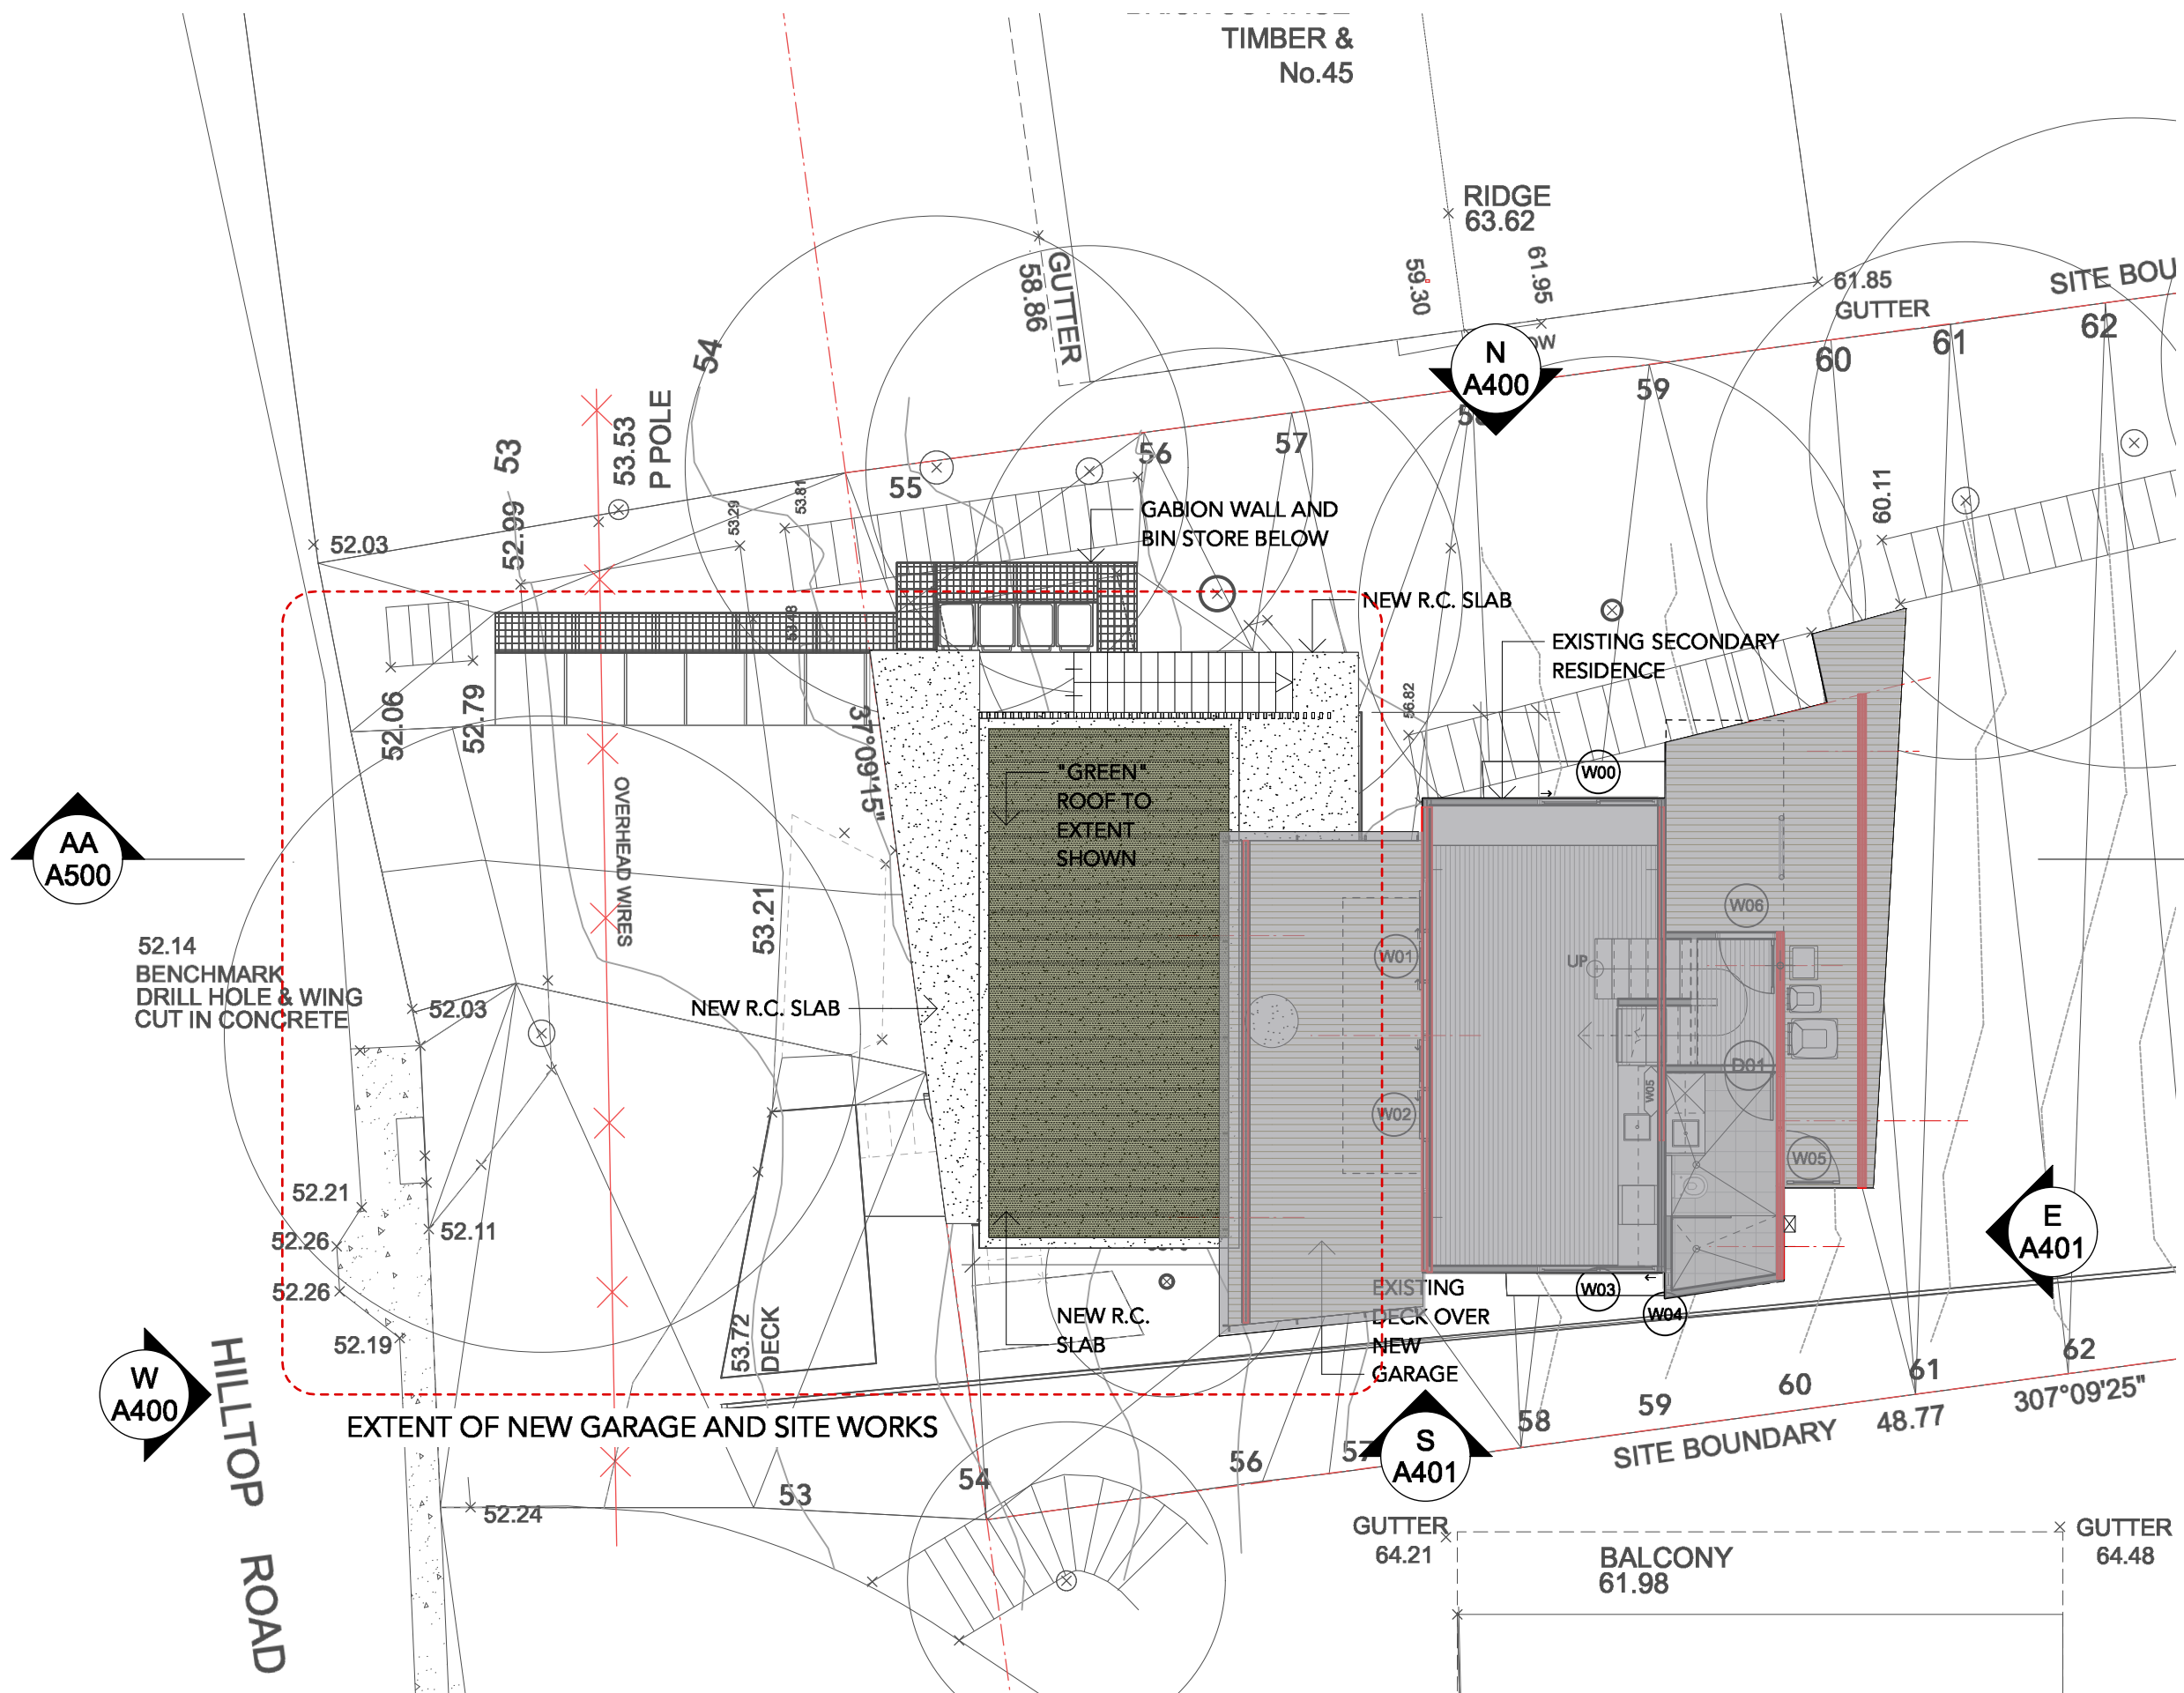 TIMBER &
No.45
RIDGE
63.62
59.30
61.95
61.85
GUTTER
SITE BOU
GUTTER
58.86
N
A400
54
53
53.53
P POLE
52.99
53.29
53.81
53.48
55
56
57
59
60
61
62
60.11
GABION WALL AND
BIN STORE BELOW
52.03
NEW R.C. SLAB
EXISTING SECONDARY
RESIDENCE
52.06
52.79
37°09'15"
56.82
W00
"GREEN"
ROOF TO
EXTENT
SHOWN
OVERHEAD WIRES
AA
A500
53.21
W06
W01
UP
52.14
BENCHMARK
DRILL HOLE & WING
CUT IN CONCRETE
52.03
NEW R.C. SLAB
D01
W05
W02
W05
52.21
52.11
52.26
52.26
52.19
E
A401
EXISTING
DECK OVER
NEW
GARAGE
W03
W04
NEW R.C.
SLAB
53.72
DECK
W
A400
HILLTOP ROAD
EXTENT OF NEW GARAGE AND SITE WORKS
S
A401
62
61
60
59
58
57
56
54
53
307°09'25"
48.77
SITE BOUNDARY
52.24
GUTTER
64.21
BALCONY
61.98
GUTTER
64.48